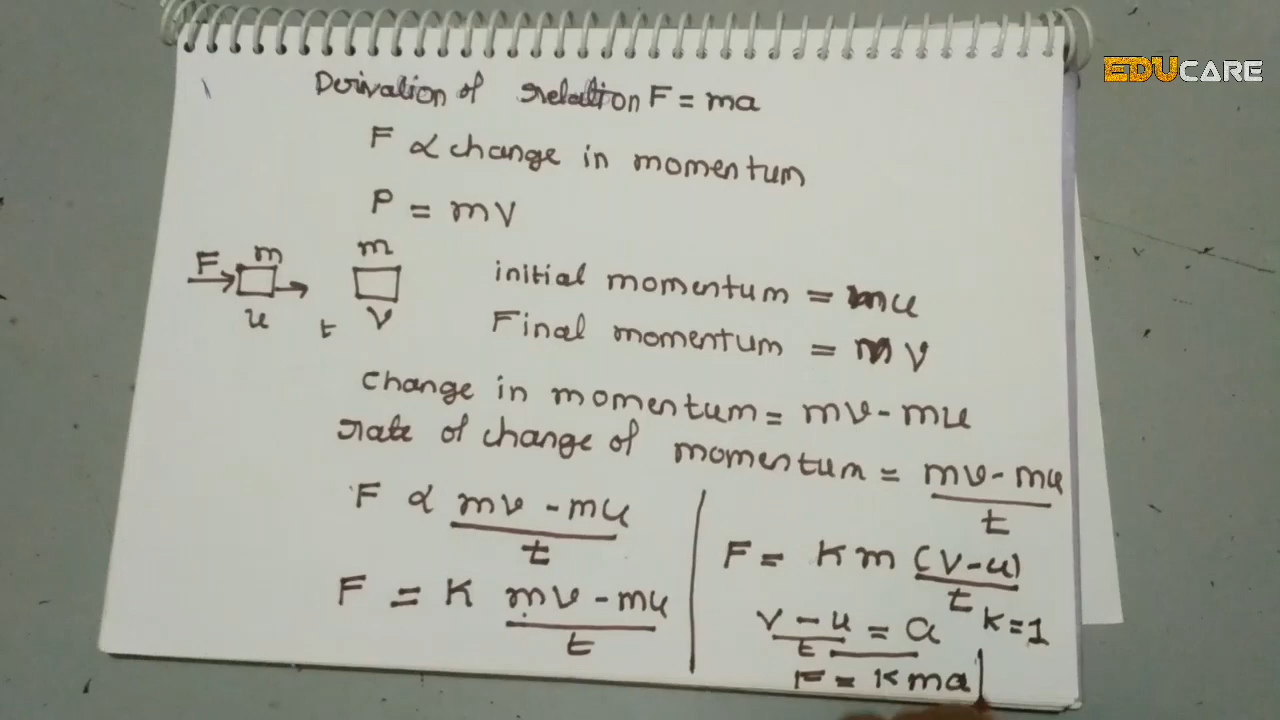 EDUCARE
Derivation of relation F = ma
F ∝ change in momentum
P = mv
F m
u
t
m
v
initial momentum = mu
Final momentum = mv
change in momentum = mv - mu
rate of change of momentum = mv - mu / t
F ∝ mv - mu / t
F = K mv - mu / t
F = K m (v - u) / t
v - u / t = a K = 1
F = Kma